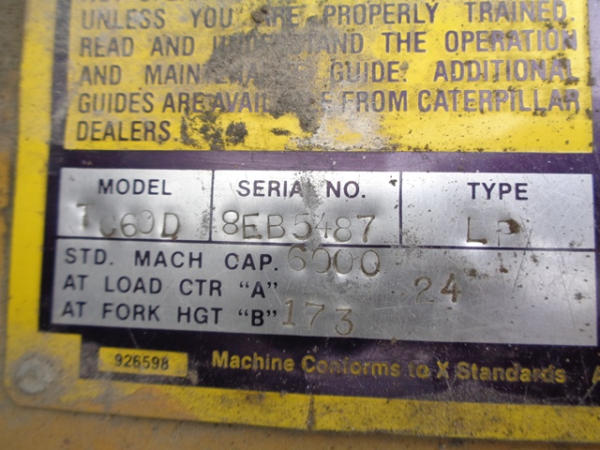 UNLESS YOU ARE PROPERLY TRAINED.
READ AND UNDERSTAND THE OPERATION
AND MAINTENANCE GUIDE. ADDITIONAL
GUIDES ARE AVAILABLE FROM CATERPILLAR
DEALERS.
MODEL SERIAL NO. TYPE
TC60D 8EB5487 LP
STD. MACH CAP. 6000
AT LOAD CTR "A" 24
AT FORK HGT "B" 173
926598 Machine Conforms to X Standards